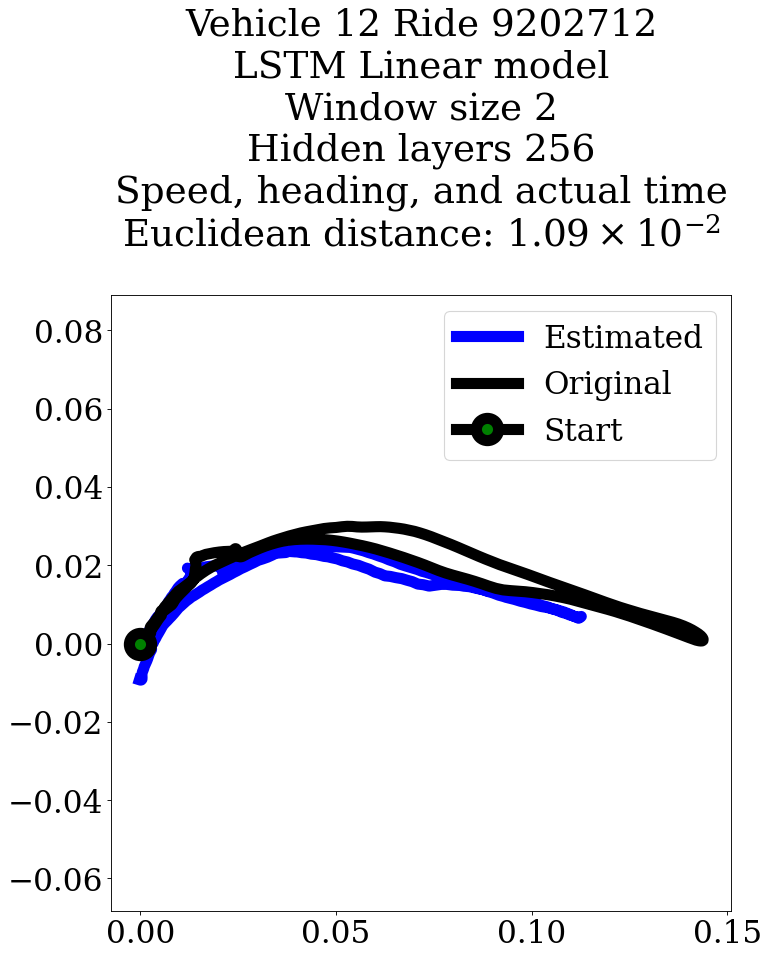 Vehicle 12 Ride 9202712
LSTM Linear model
Window size 2
Hidden layers 256
Speed, heading, and actual time
Euclidean distance: 1.09 × 10⁻²
Estimated
Original
Start
0.08
0.06
0.04
0.02
0.00
−0.02
−0.04
−0.06
0.00 0.05 0.10 0.15